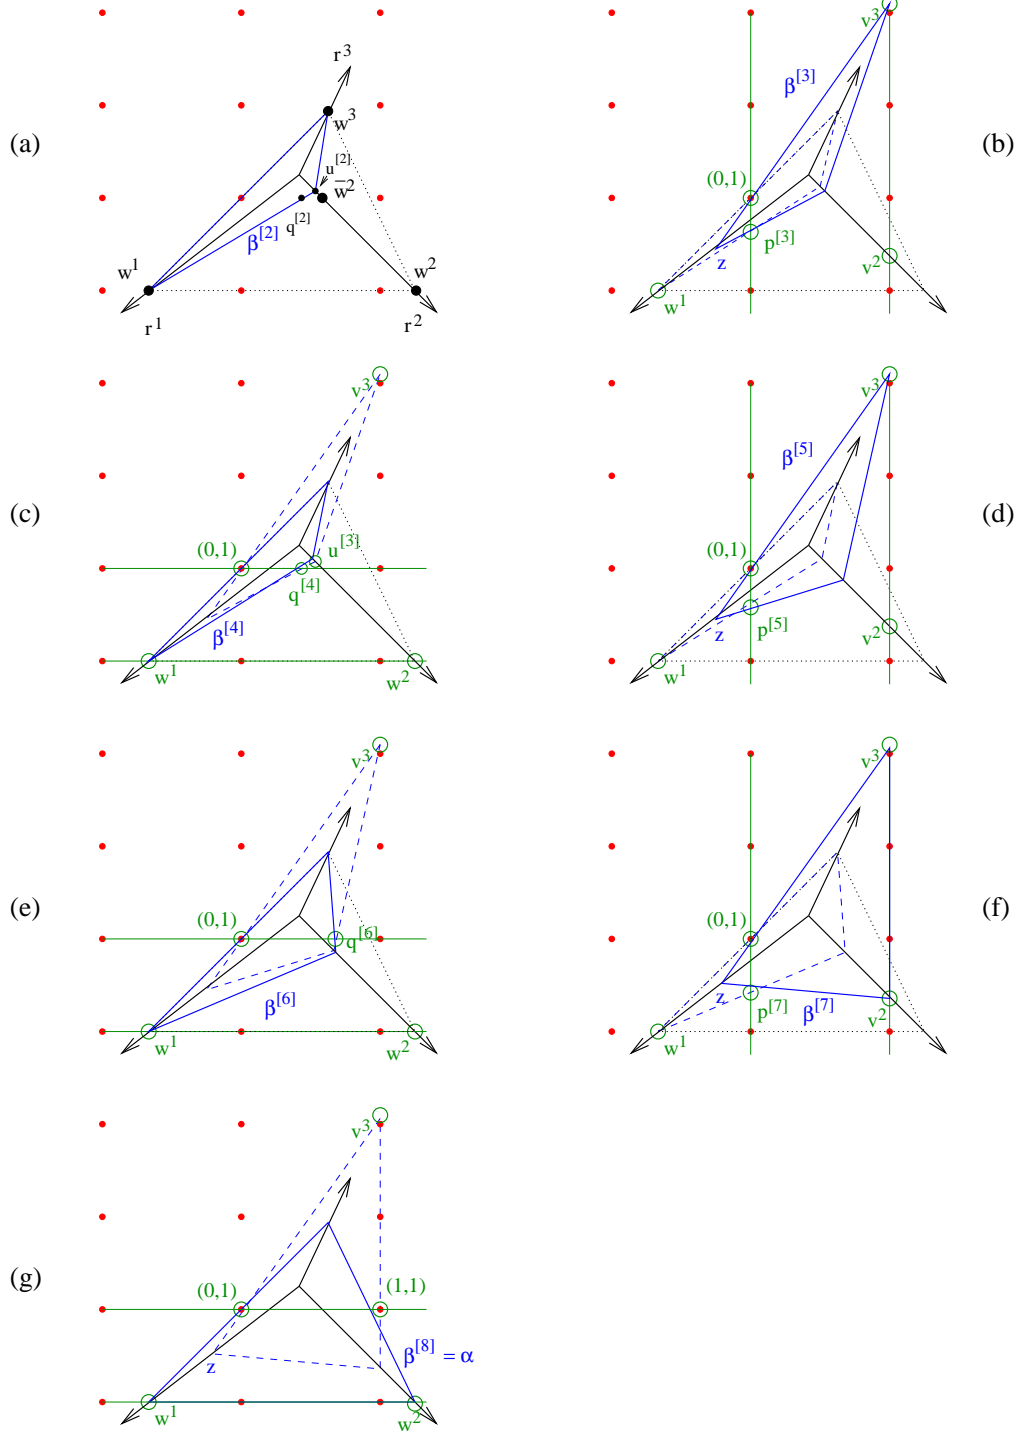 (a)
r³
w³
u^[2]
w̄²
q^[2]
β^[2]
w¹
w²
r¹
r²
(b)
v³
β^[3]
(0,1)
p^[3]
z
v²
w¹
(c)
v³
(0,1)
u^[3]
q^[4]
β^[4]
w¹
w²
(d)
v³
β^[5]
(0,1)
p^[5]
z
v²
w¹
(e)
v³
(0,1)
q^[6]
β^[6]
w¹
w²
(f)
v³
(0,1)
z
p^[7]
β^[7]
v²
w¹
(g)
v³
(0,1)
(1,1)
z
β^[8] = α
w¹
w²